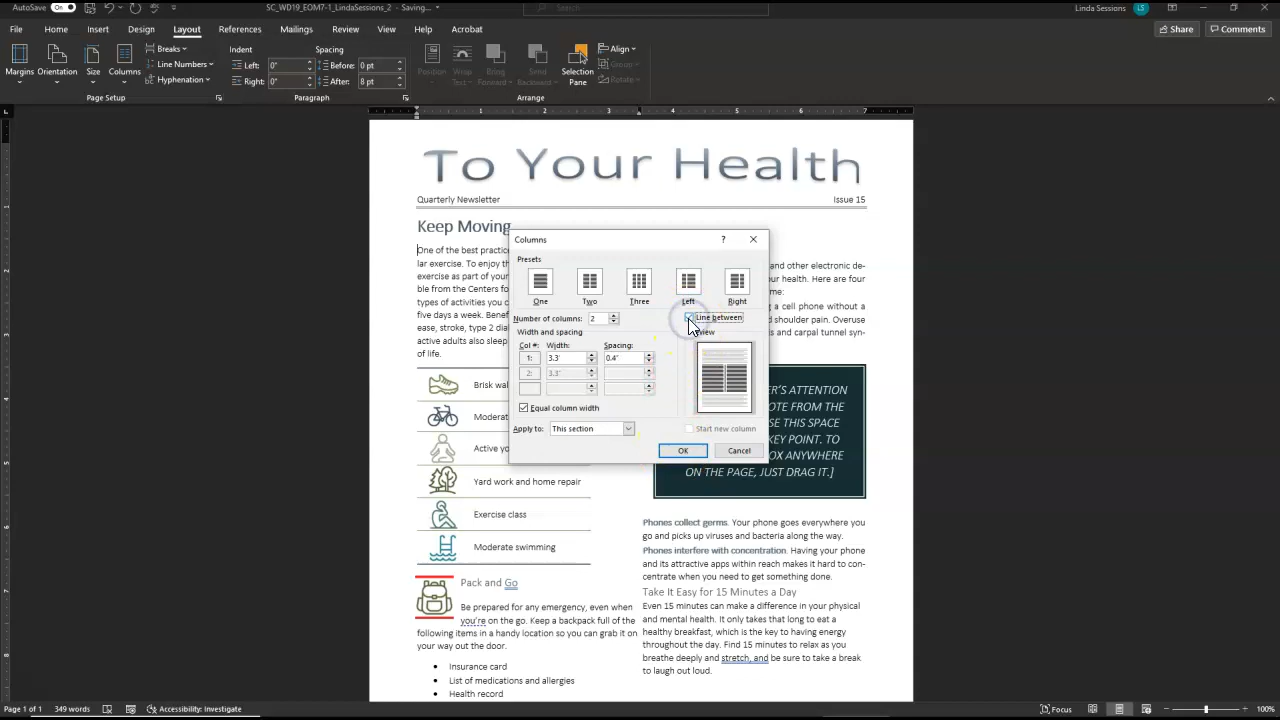 AutoSave On
SC_WD19_EOM7-1_LindaSessions_2 - Saving...
Search
Linda Sessions LS
File Home Insert Design Layout References Mailings Review View Help Acrobat
Share Comments
Margins Orientation Size Columns
Breaks
Line Numbers
Hyphenation
Page Setup
Indent
Left: 0"
Right: 0"
Spacing
Before: 0 pt
After: 8 pt
Paragraph
Position
Wrap Text
Bring Forward
Send Backward
Selection Pane
Align
Group
Rotate
Arrange
To Your Health
Quarterly Newsletter Issue 15
Keep Moving
One of the best practice
lar exercise. To enjoy th
exercise as part of your
ble from the Centers fo
types of activities you c
five days a week. Benef
ease, stroke, type 2 dia
active adults also sleep
of life.
Brisk wal
Moderat
Active yo
Yard work and home repair
Exercise class
Moderate swimming
Pack and Go
Be prepared for any emergency, even when
you're on the go. Keep a backpack full of the
following items in a handy location so you can grab it on
your way out the door.
• Insurance card
• List of medications and allergies
• Health record
Columns ?
Presets
One Two Three Left Right
Number of columns: 2
Line between
Width and spacing
Col #: Width: Spacing:
1: 3.3" 0.4"
2: 3.3"
Equal column width
Apply to: This section
Start new column
OK Cancel
and other electronic de-
ur health. Here are four
me:
g a cell phone without a
d shoulder pain. Overuse
ks and carpal tunnel syn-
ER'S ATTENTION
OTE FROM THE
SE THIS SPACE
KEY POINT. TO
OX ANYWHERE
ON THE PAGE, JUST DRAG IT.]
Phones collect germs. Your phone goes everywhere you
go and picks up viruses and bacteria along the way.
Phones interfere with concentration. Having your phone
and its attractive apps within reach makes it hard to con-
centrate when you need to get something done.
Take It Easy for 15 Minutes a Day
Even 15 minutes can make a difference in your physical
and mental health. It only takes that long to eat a
healthy breakfast, which is the key to having energy
throughout the day. Find 15 minutes to relax as you
breathe deeply and stretch, and be sure to take a break
to laugh out loud.
Page 1 of 1 349 words Accessibility: Investigate
Focus 100%